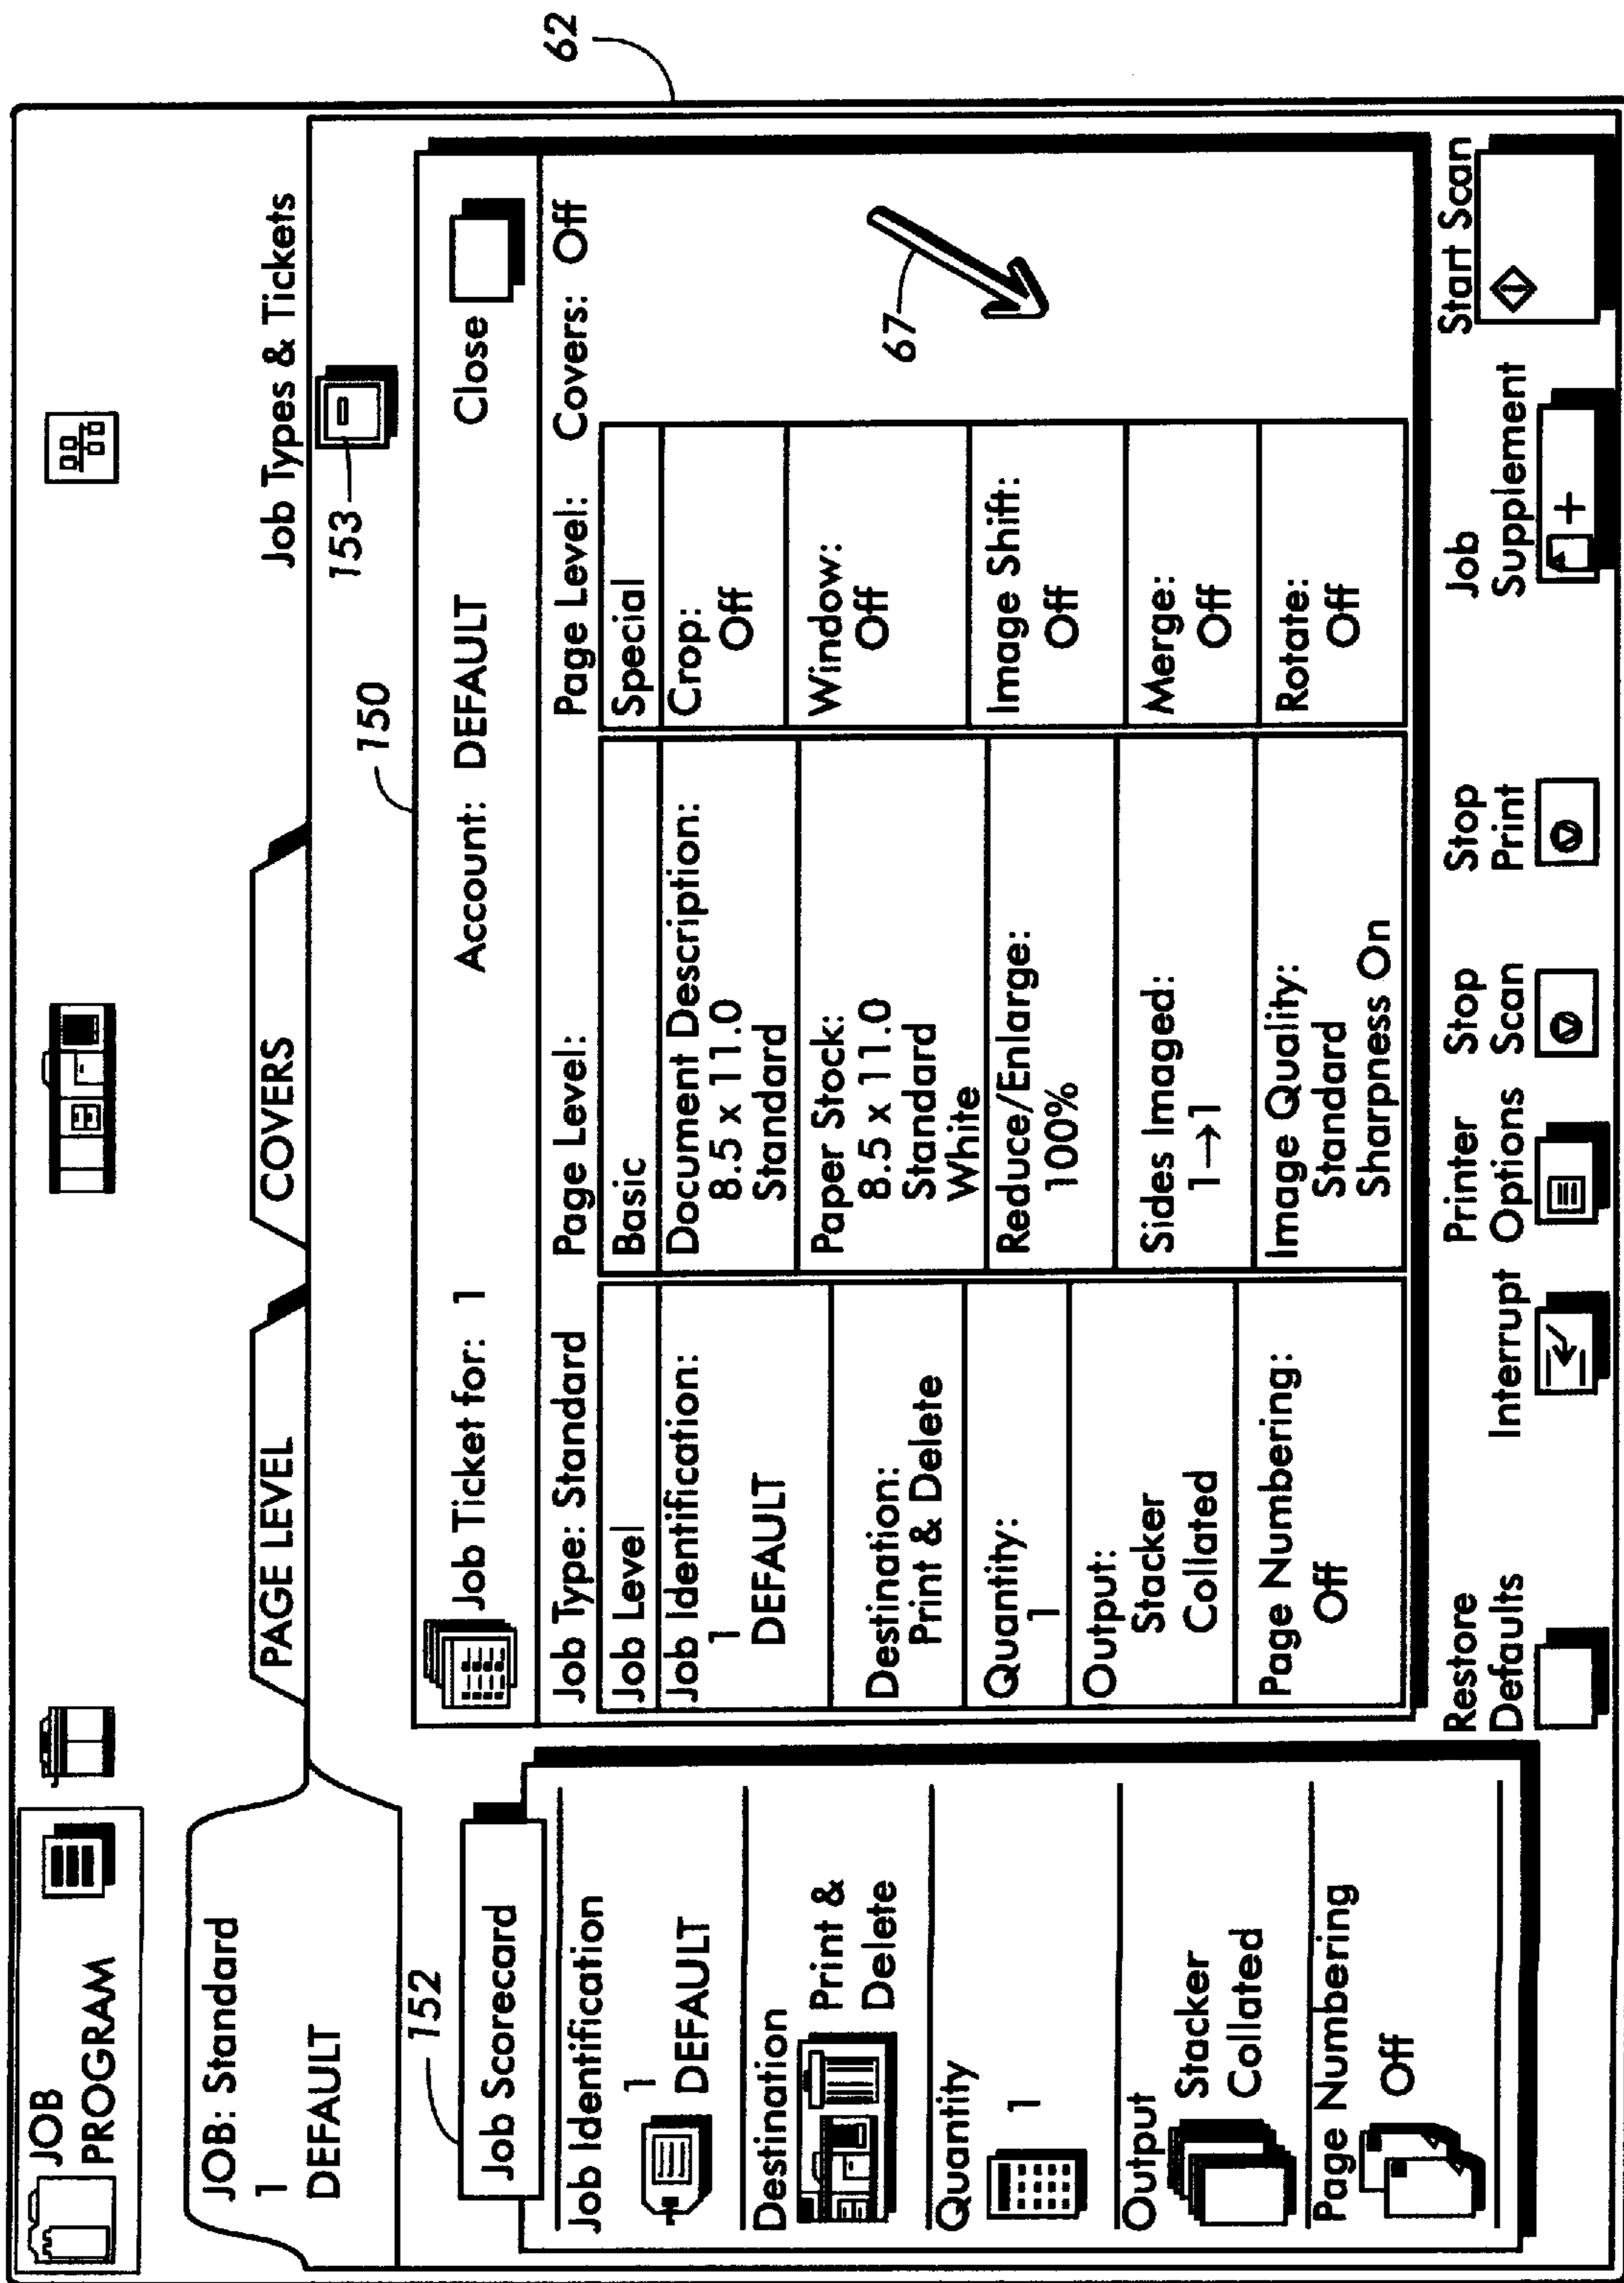 JOB
PROGRAM
62
JOB: Standard
1
DEFAULT
PAGE LEVEL
COVERS
Job Types & Tickets
153
150
152
Job Scorecard
Job Identification
1
DEFAULT
Destination
Print &
Delete
Quantity
1
Output
Stacker
Collated
Page Numbering
Off
Job Ticket for: 1
Account: DEFAULT
Close
Job Type: Standard
Job Level
Job Identification:
1
DEFAULT
Destination:
Print & Delete
Quantity:
1
Output:
Stacker
Collated
Page Numbering:
Off
Page Level:
Basic
Document Description:
8.5 x 11.0
Standard
Paper Stock:
8.5 x 11.0
Standard
White
Reduce/Enlarge:
100%
Sides Imaged:
1→1
Image Quality:
Standard
Sharpness On
Page Level:
Special
Crop:
Off
Window:
Off
Image Shift:
Off
Merge:
Off
Rotate:
Off
Covers: Off
67
Restore
Defaults
Interrupt
Printer
Options
Stop
Scan
Stop
Print
Job
Supplement
+
Start Scan